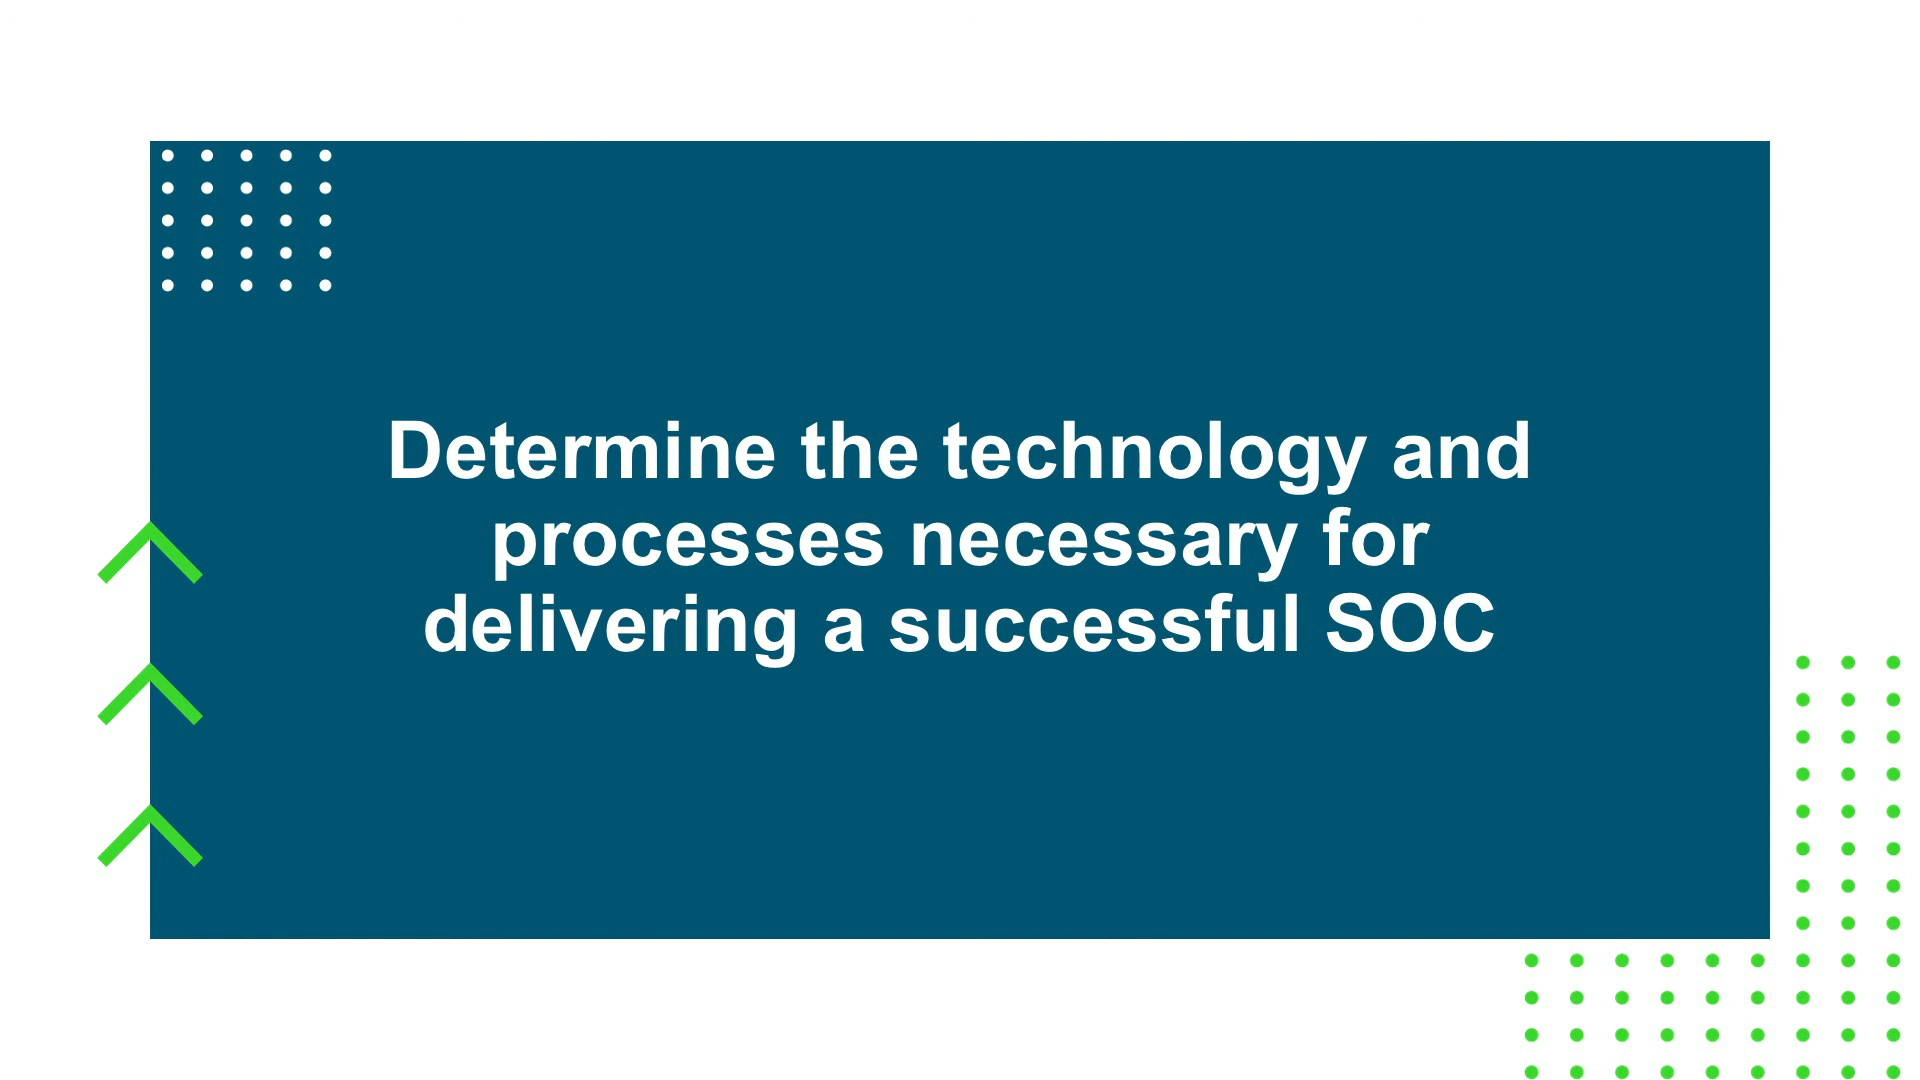 Determine the technology and
processes necessary for
delivering a successful SOC